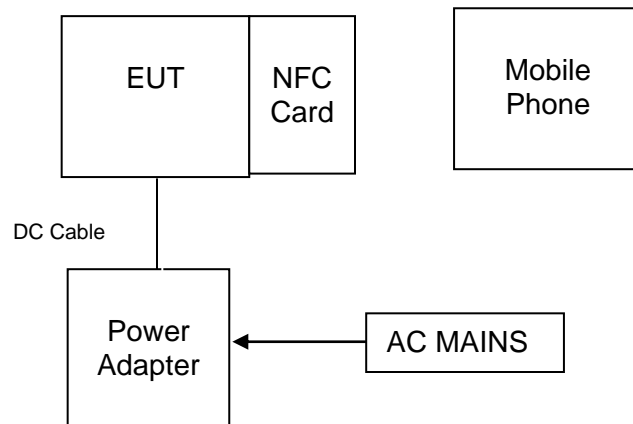 EUT
NFC
Card
Mobile
Phone
DC Cable
Power
Adapter
AC MAINS